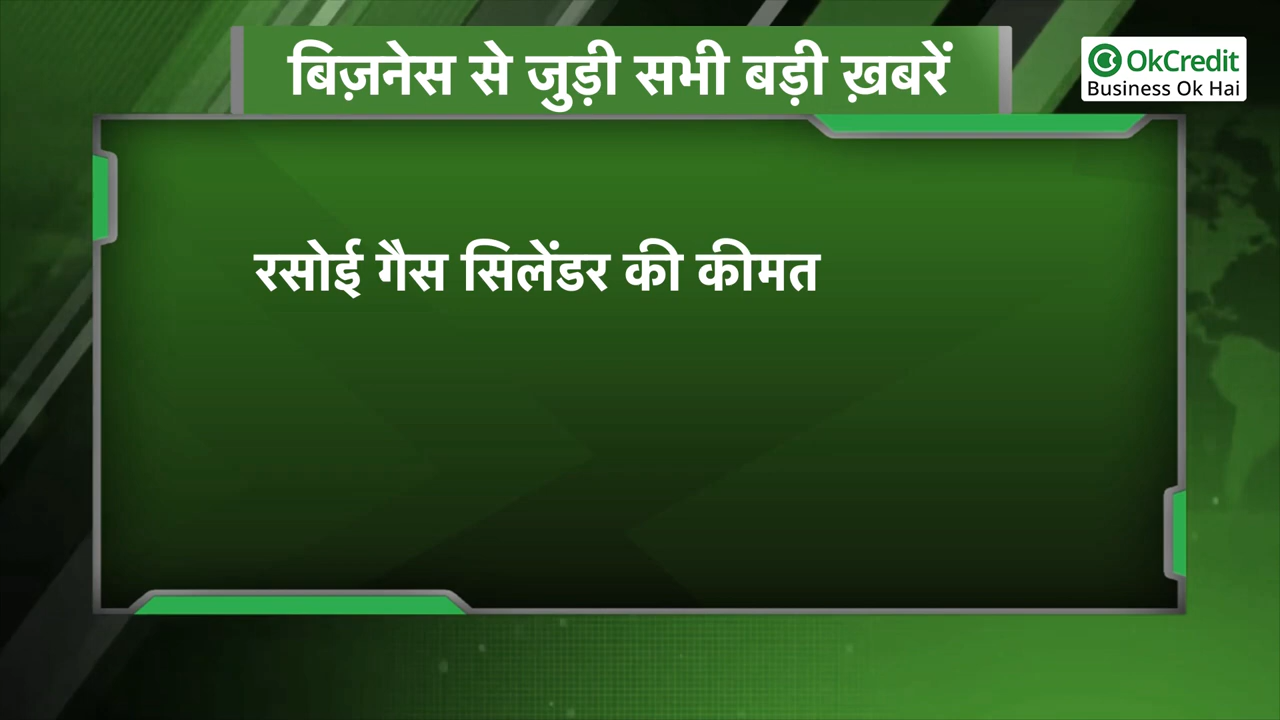 बिज़नेस से जुड़ी सभी बड़ी ख़बरें
OkCredit
Business Ok Hai
रसोई गैस सिलेंडर की कीमत